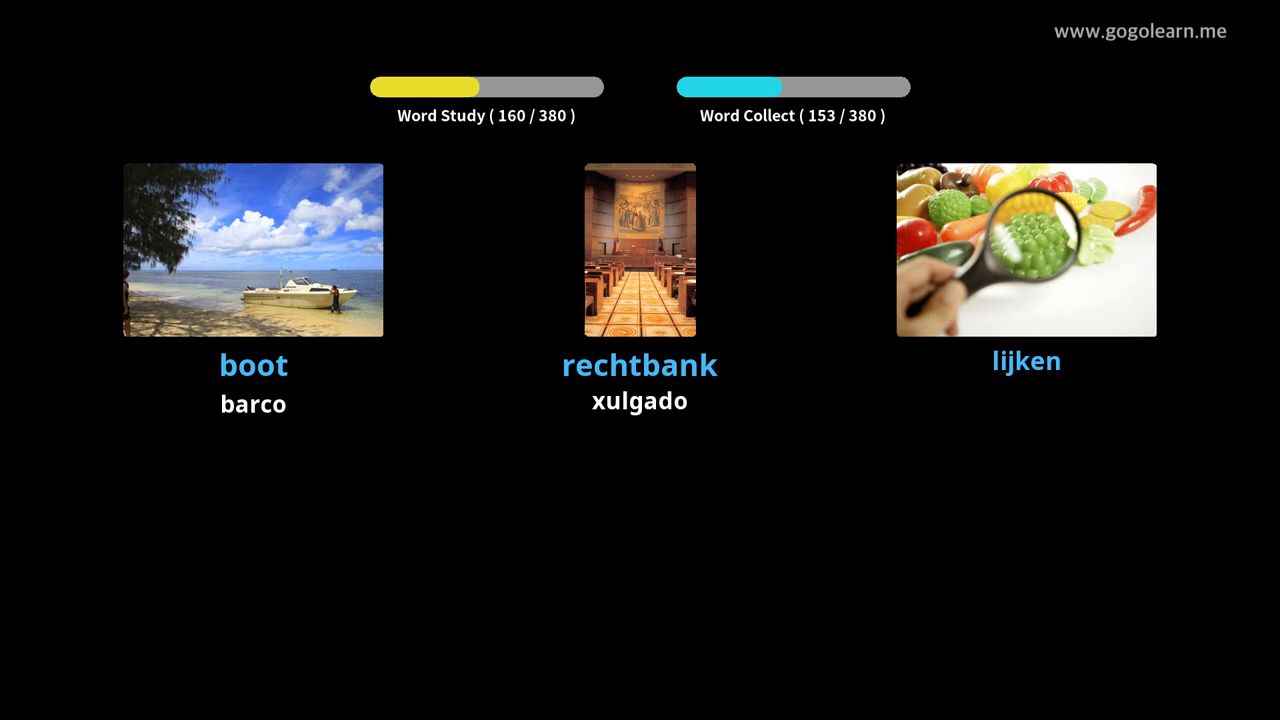 www.gogolearn.me
Word Study ( 160 / 380 )
Word Collect ( 153 / 380 )
boot
barco
rechtbank
xulgado
lijken